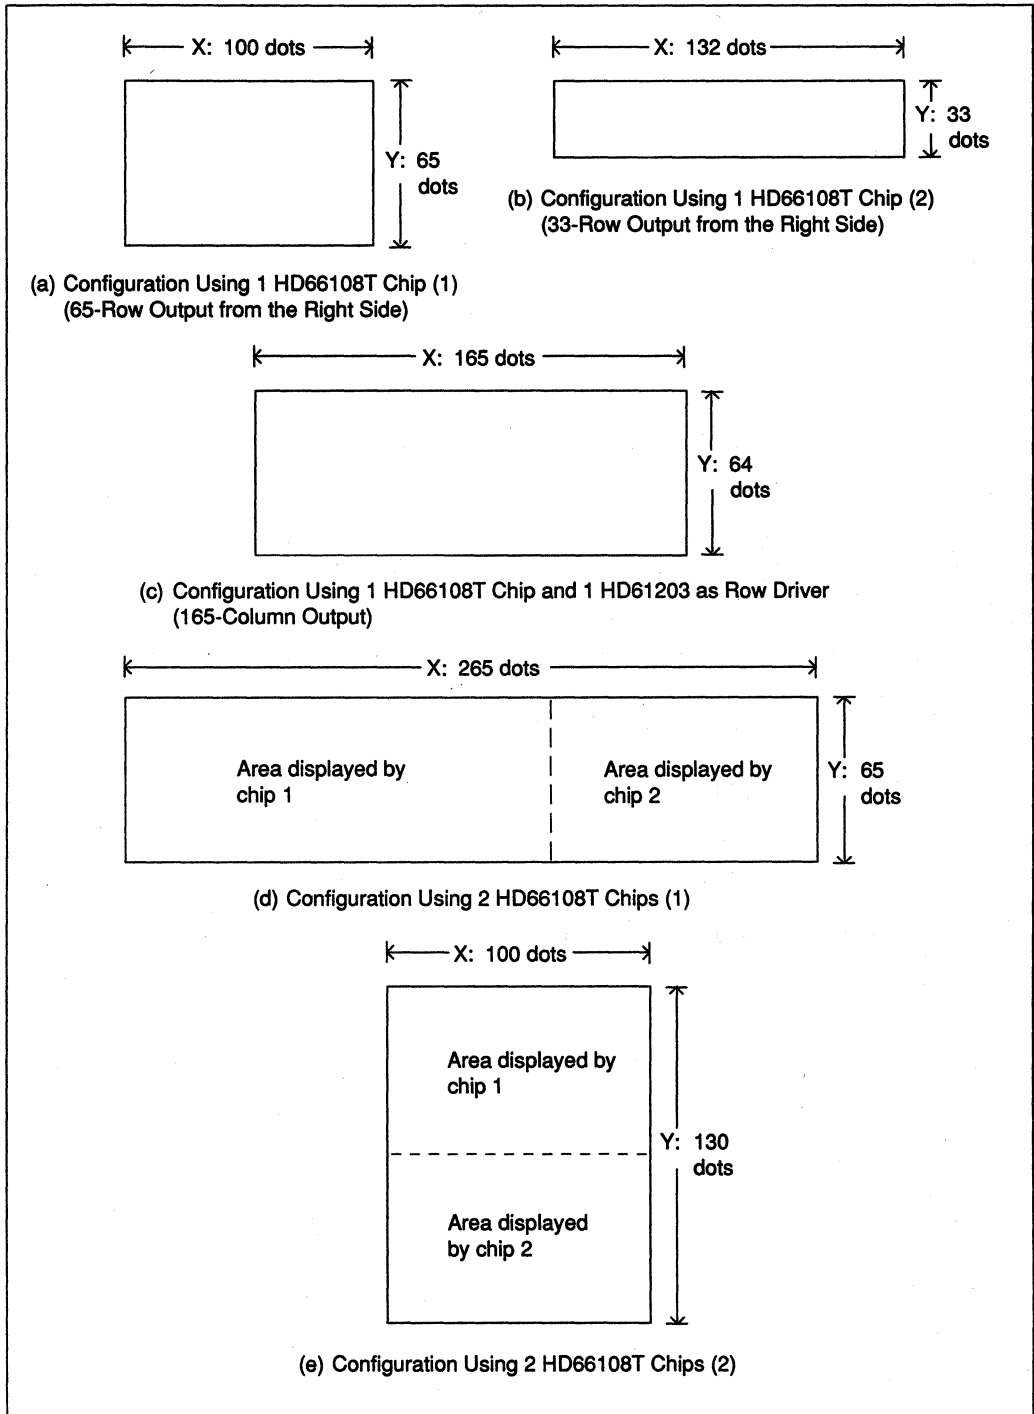 X: 100 dots
Y: 65
dots
(a) Configuration Using 1 HD66108T Chip (1)
(65-Row Output from the Right Side)
X: 132 dots
Y: 33
dots
(b) Configuration Using 1 HD66108T Chip (2)
(33-Row Output from the Right Side)
X: 165 dots
Y: 64
dots
(c) Configuration Using 1 HD66108T Chip and 1 HD61203 as Row Driver
(165-Column Output)
X: 265 dots
Area displayed by
chip 1
Area displayed by
chip 2
Y: 65
dots
(d) Configuration Using 2 HD66108T Chips (1)
X: 100 dots
Area displayed by
chip 1
Y: 130
dots
Area displayed
by chip 2
(e) Configuration Using 2 HD66108T Chips (2)